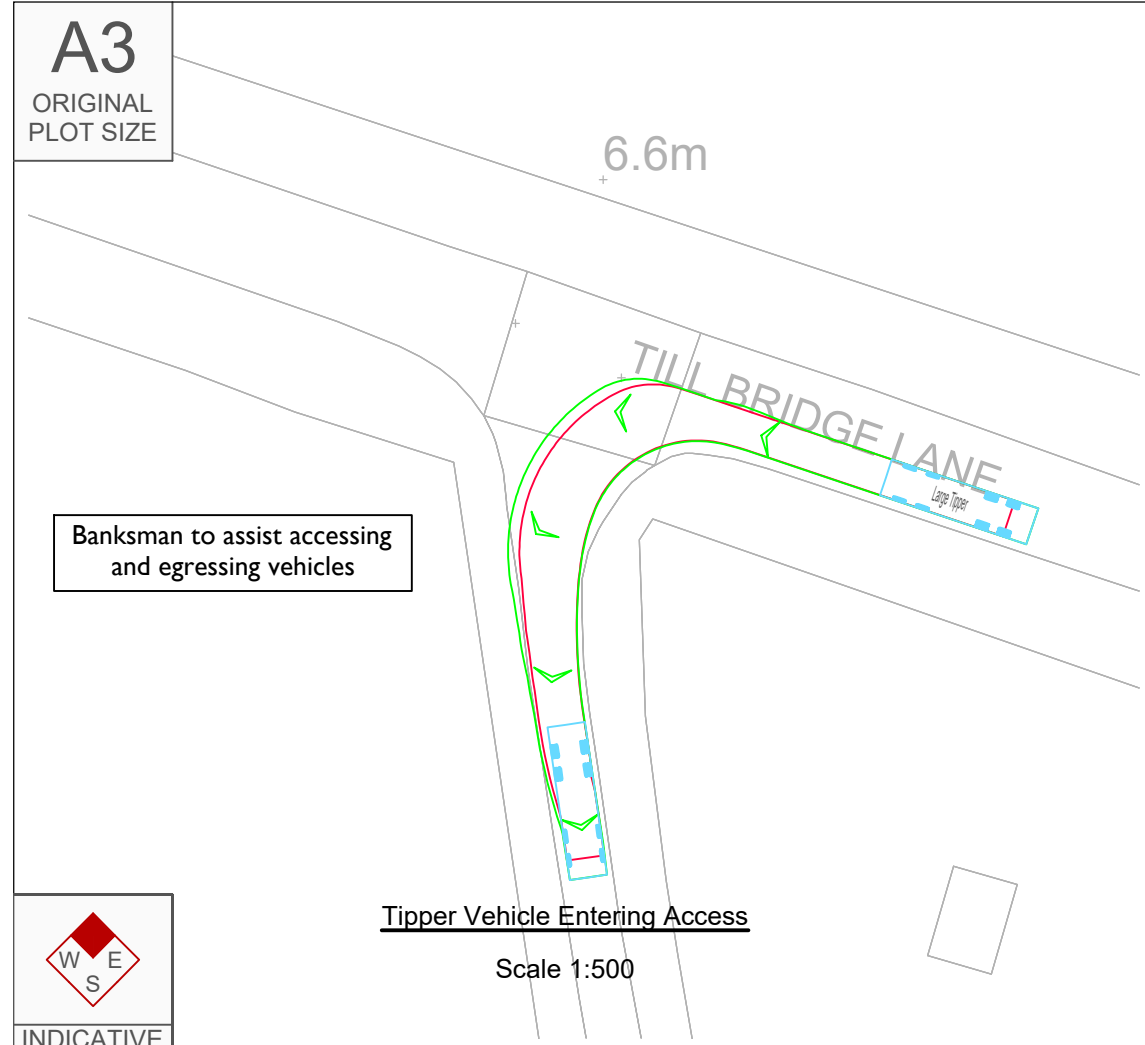 A3
ORIGINAL
PLOT SIZE
6.6m
TILL BRIDGE LANE
Large Tipper
Banksman to assist accessing
and egressing vehicles
Tipper Vehicle Entering Access
Scale 1:500
W E
S
INDICATIVE